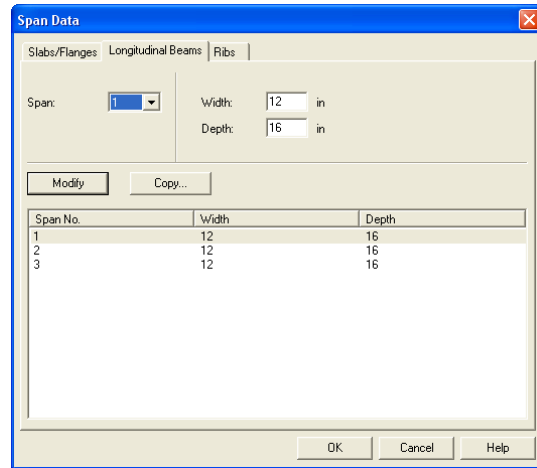 Span Data
Slabs/Flanges Longitudinal Beams Ribs
Span: 1 Width: 12 in
Depth: 16 in
Modify Copy...
Span No. Width Depth
1 12 16
2 12 16
3 12 16
OK Cancel Help